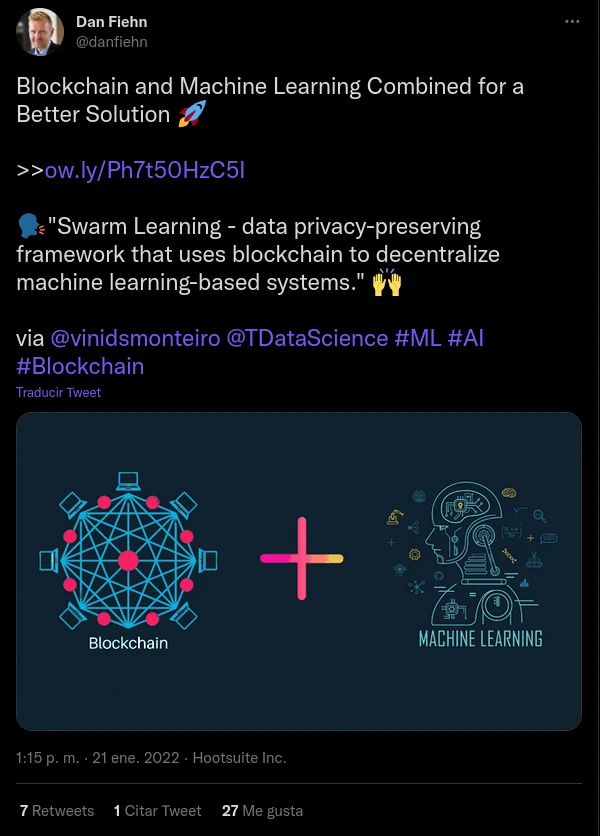 Dan Fiehn
@danfiehn
Blockchain and Machine Learning Combined for a
Better Solution 🚀
>>ow.ly/Ph7t50HzC5I
🗣"Swarm Learning - data privacy-preserving
framework that uses blockchain to decentralize
machine learning-based systems." 🙌
via @vinidsmonteiro @TDataScience #ML #AI
#Blockchain
Traducir Tweet
Blockchain
MACHINE LEARNING
1:15 p. m. · 21 ene. 2022 · Hootsuite Inc.
7 Retweets 1 Citar Tweet 27 Me gusta